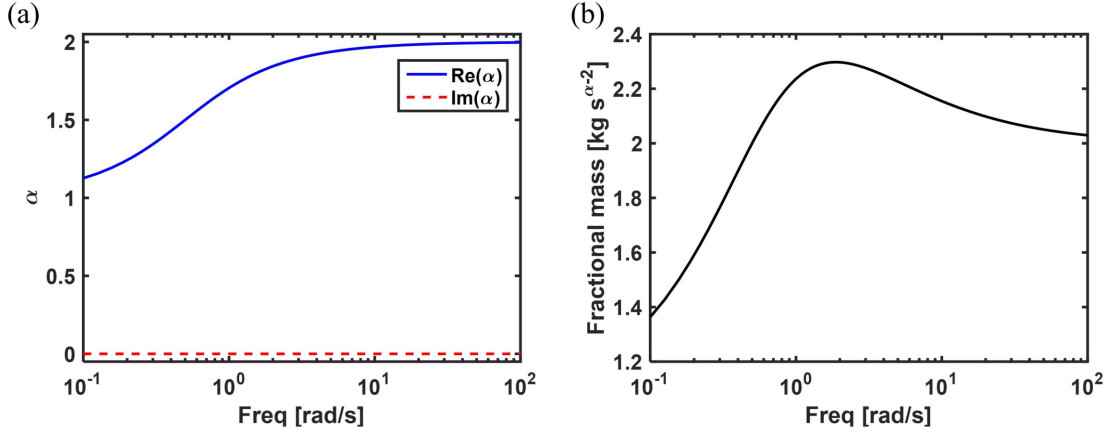 (a)
2
1.5
1
0.5
0
α
10^-1
10^0
10^1
10^2
Freq [rad/s]
Re(α)
Im(α)
(b)
2.4
2.2
2
1.8
1.6
1.4
1.2
Fractional mass [kg s^α-2]
10^-1
10^0
10^1
10^2
Freq [rad/s]